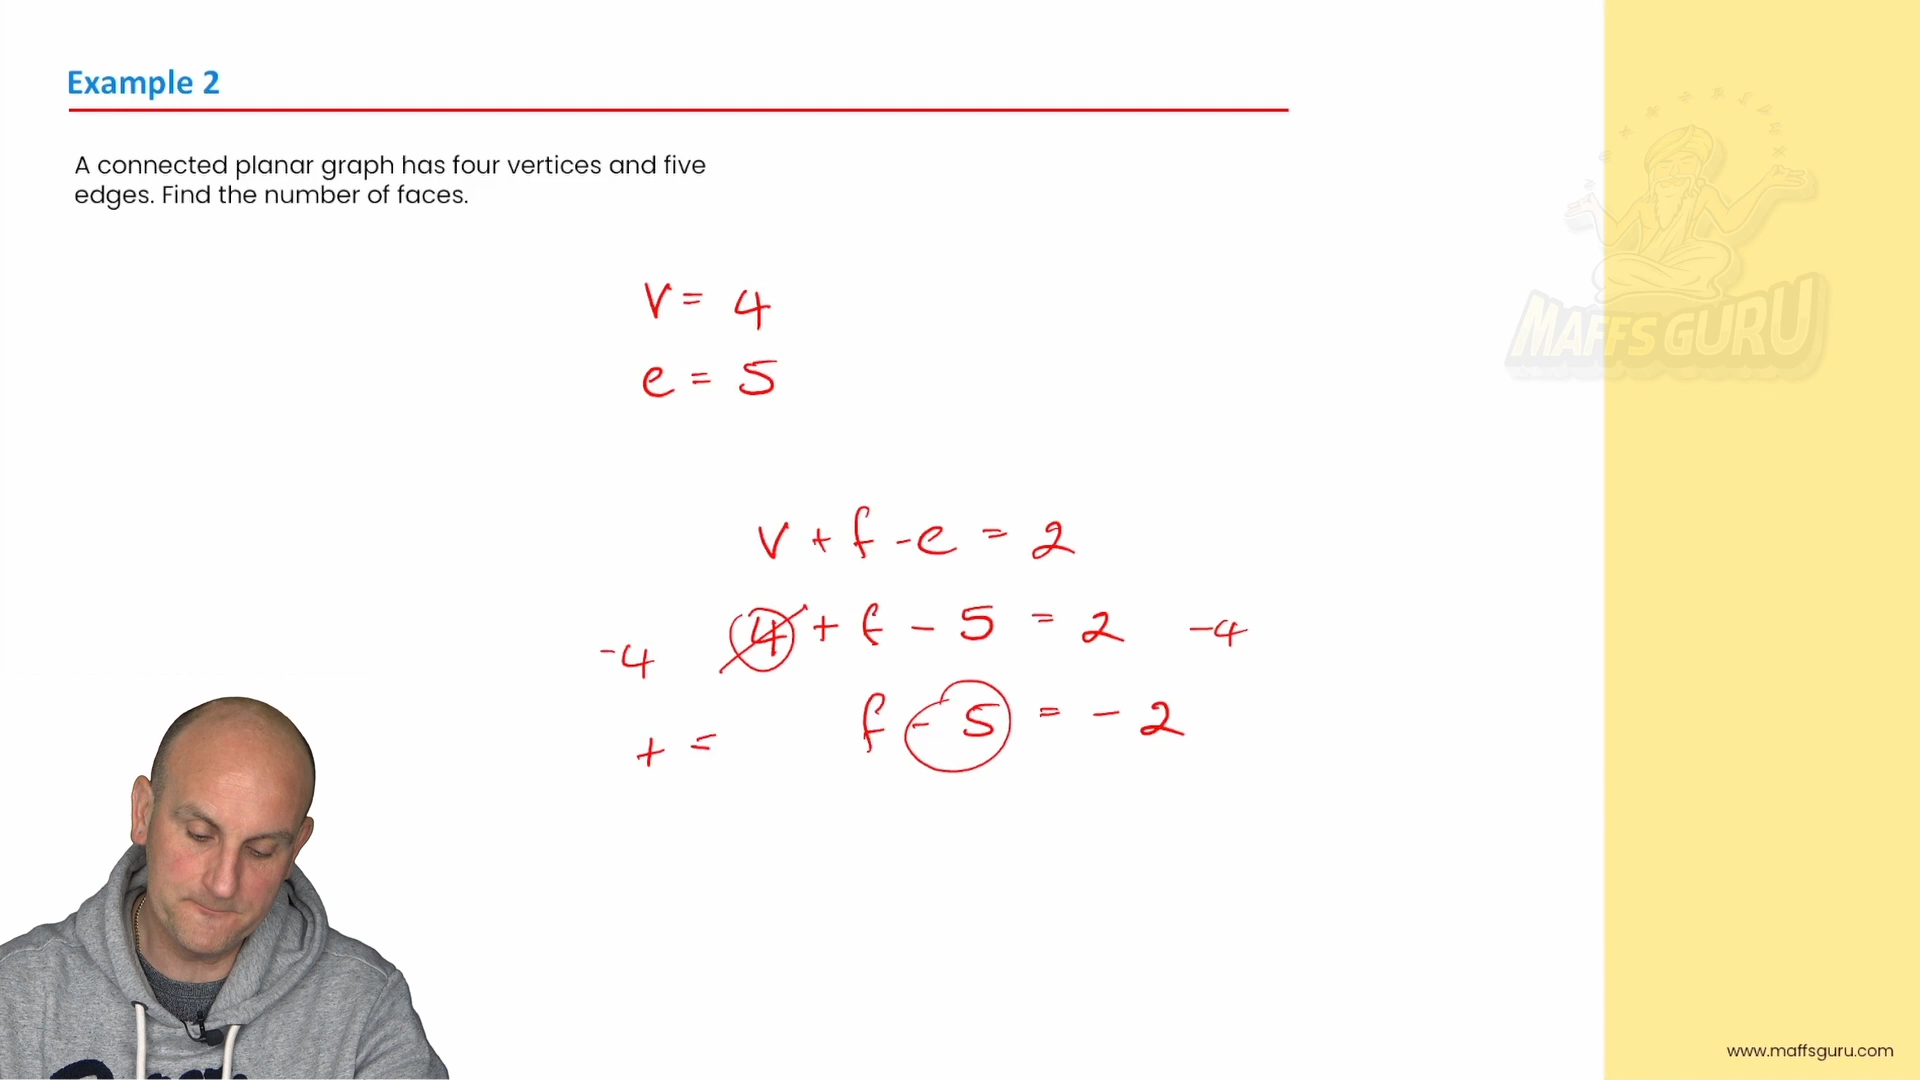 Example 2
A connected planar graph has four vertices and five
edges. Find the number of faces.
v = 4
e = 5
v + f - e = 2
-4 4 + f - 5 = 2 -4
+ = f - 5 = - 2
MAFFS GURU
www.maffsguru.com